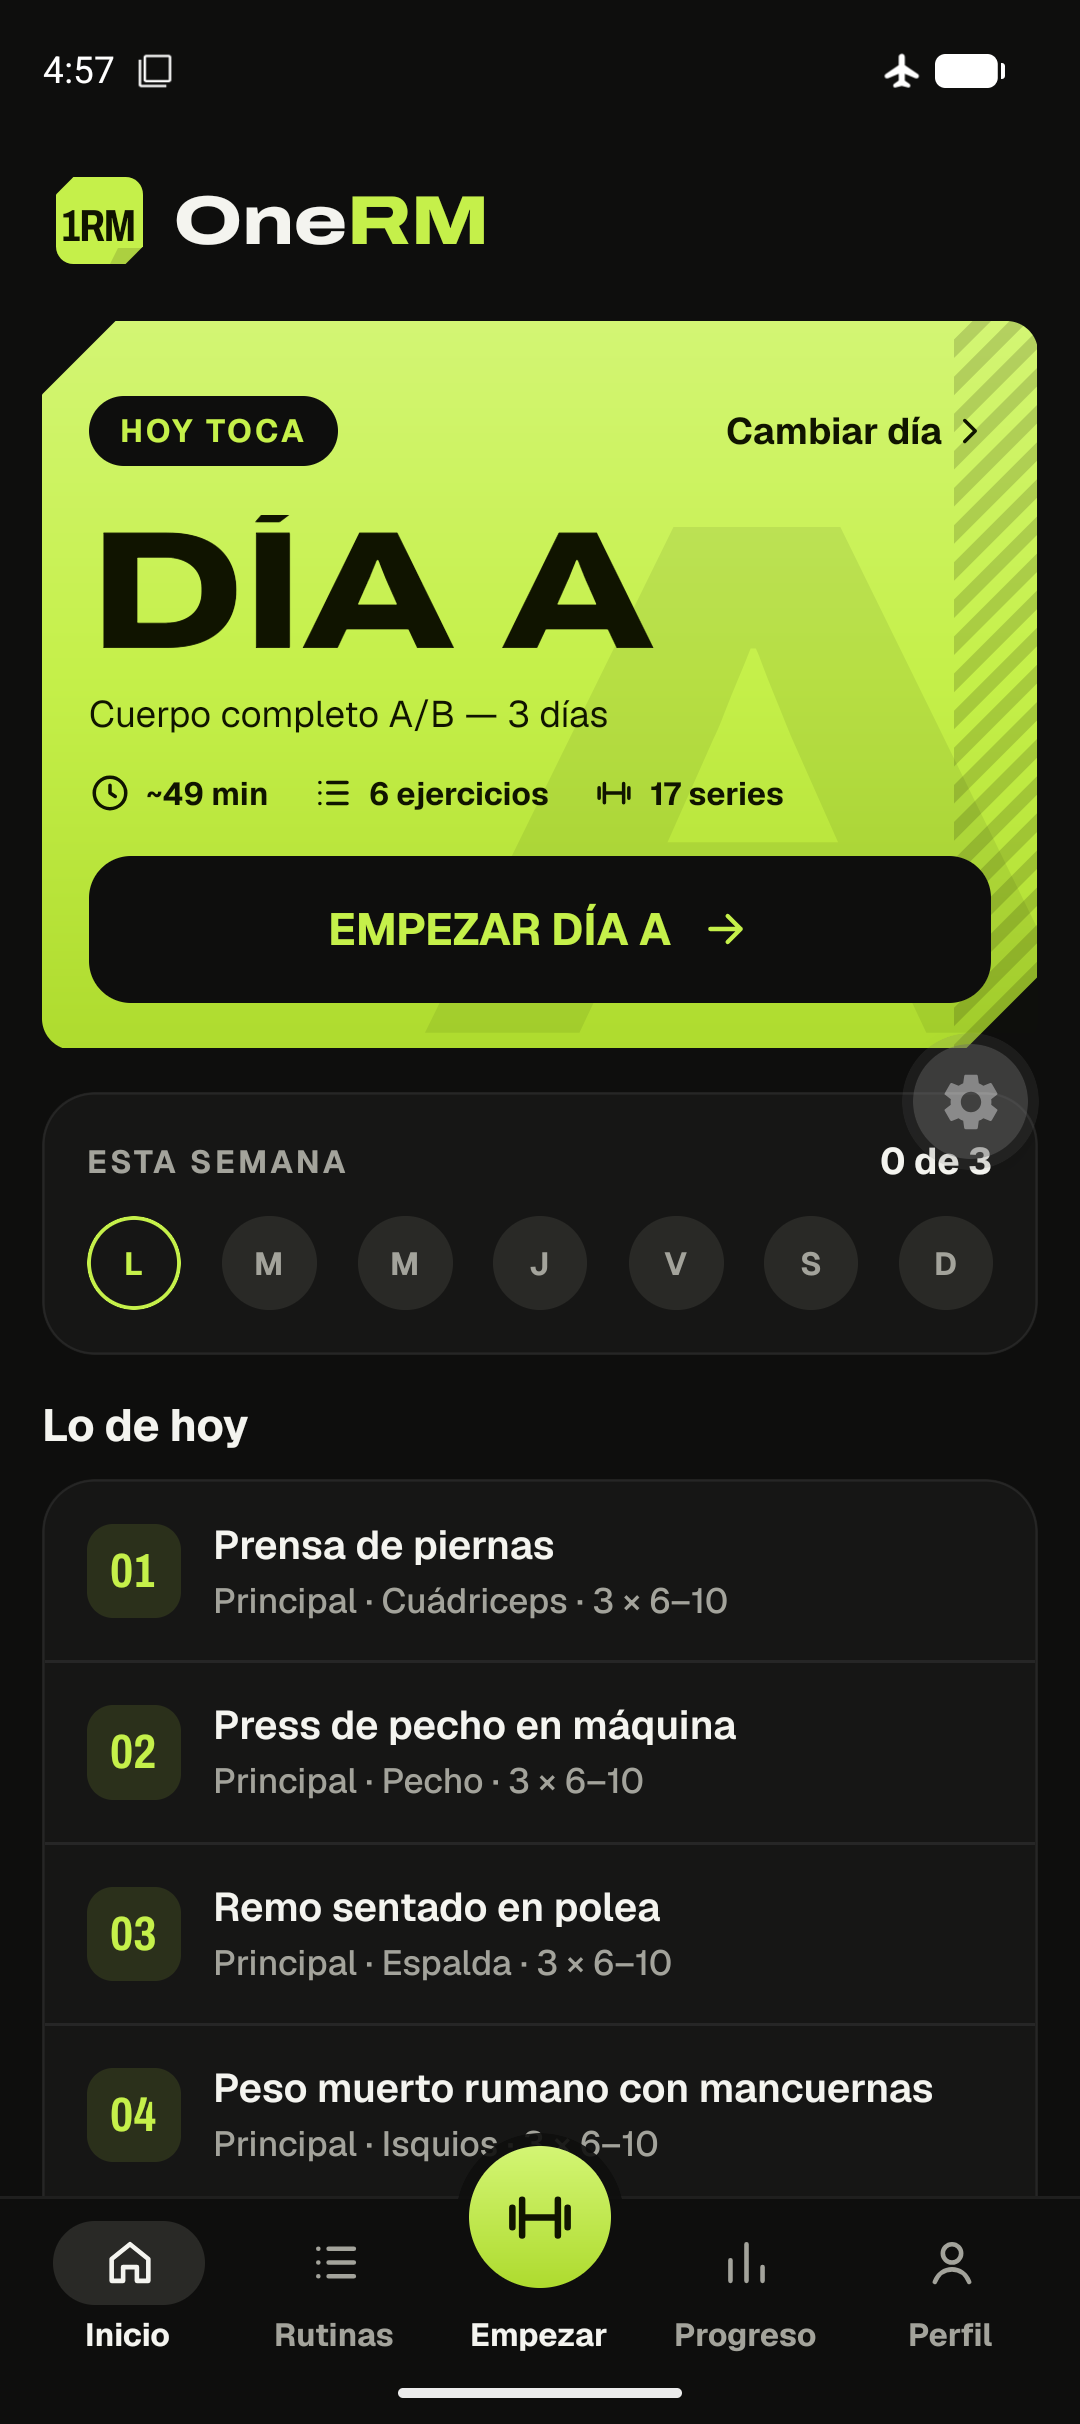 4:57
1RM OneRM
HOY TOCA
Cambiar día
DÍA A
Cuerpo completo A/B — 3 días
~49 min 6 ejercicios 17 series
EMPEZAR DÍA A
ESTA SEMANA
0 de 3
L M M J V S D
Lo de hoy
01
Prensa de piernas
Principal · Cuádriceps · 3 × 6–10
02
Press de pecho en máquina
Principal · Pecho · 3 × 6–10
03
Remo sentado en polea
Principal · Espalda · 3 × 6–10
04
Peso muerto rumano con mancuernas
Principal · Isquios · 3 × 6–10
Inicio Rutinas Empezar Progreso Perfil